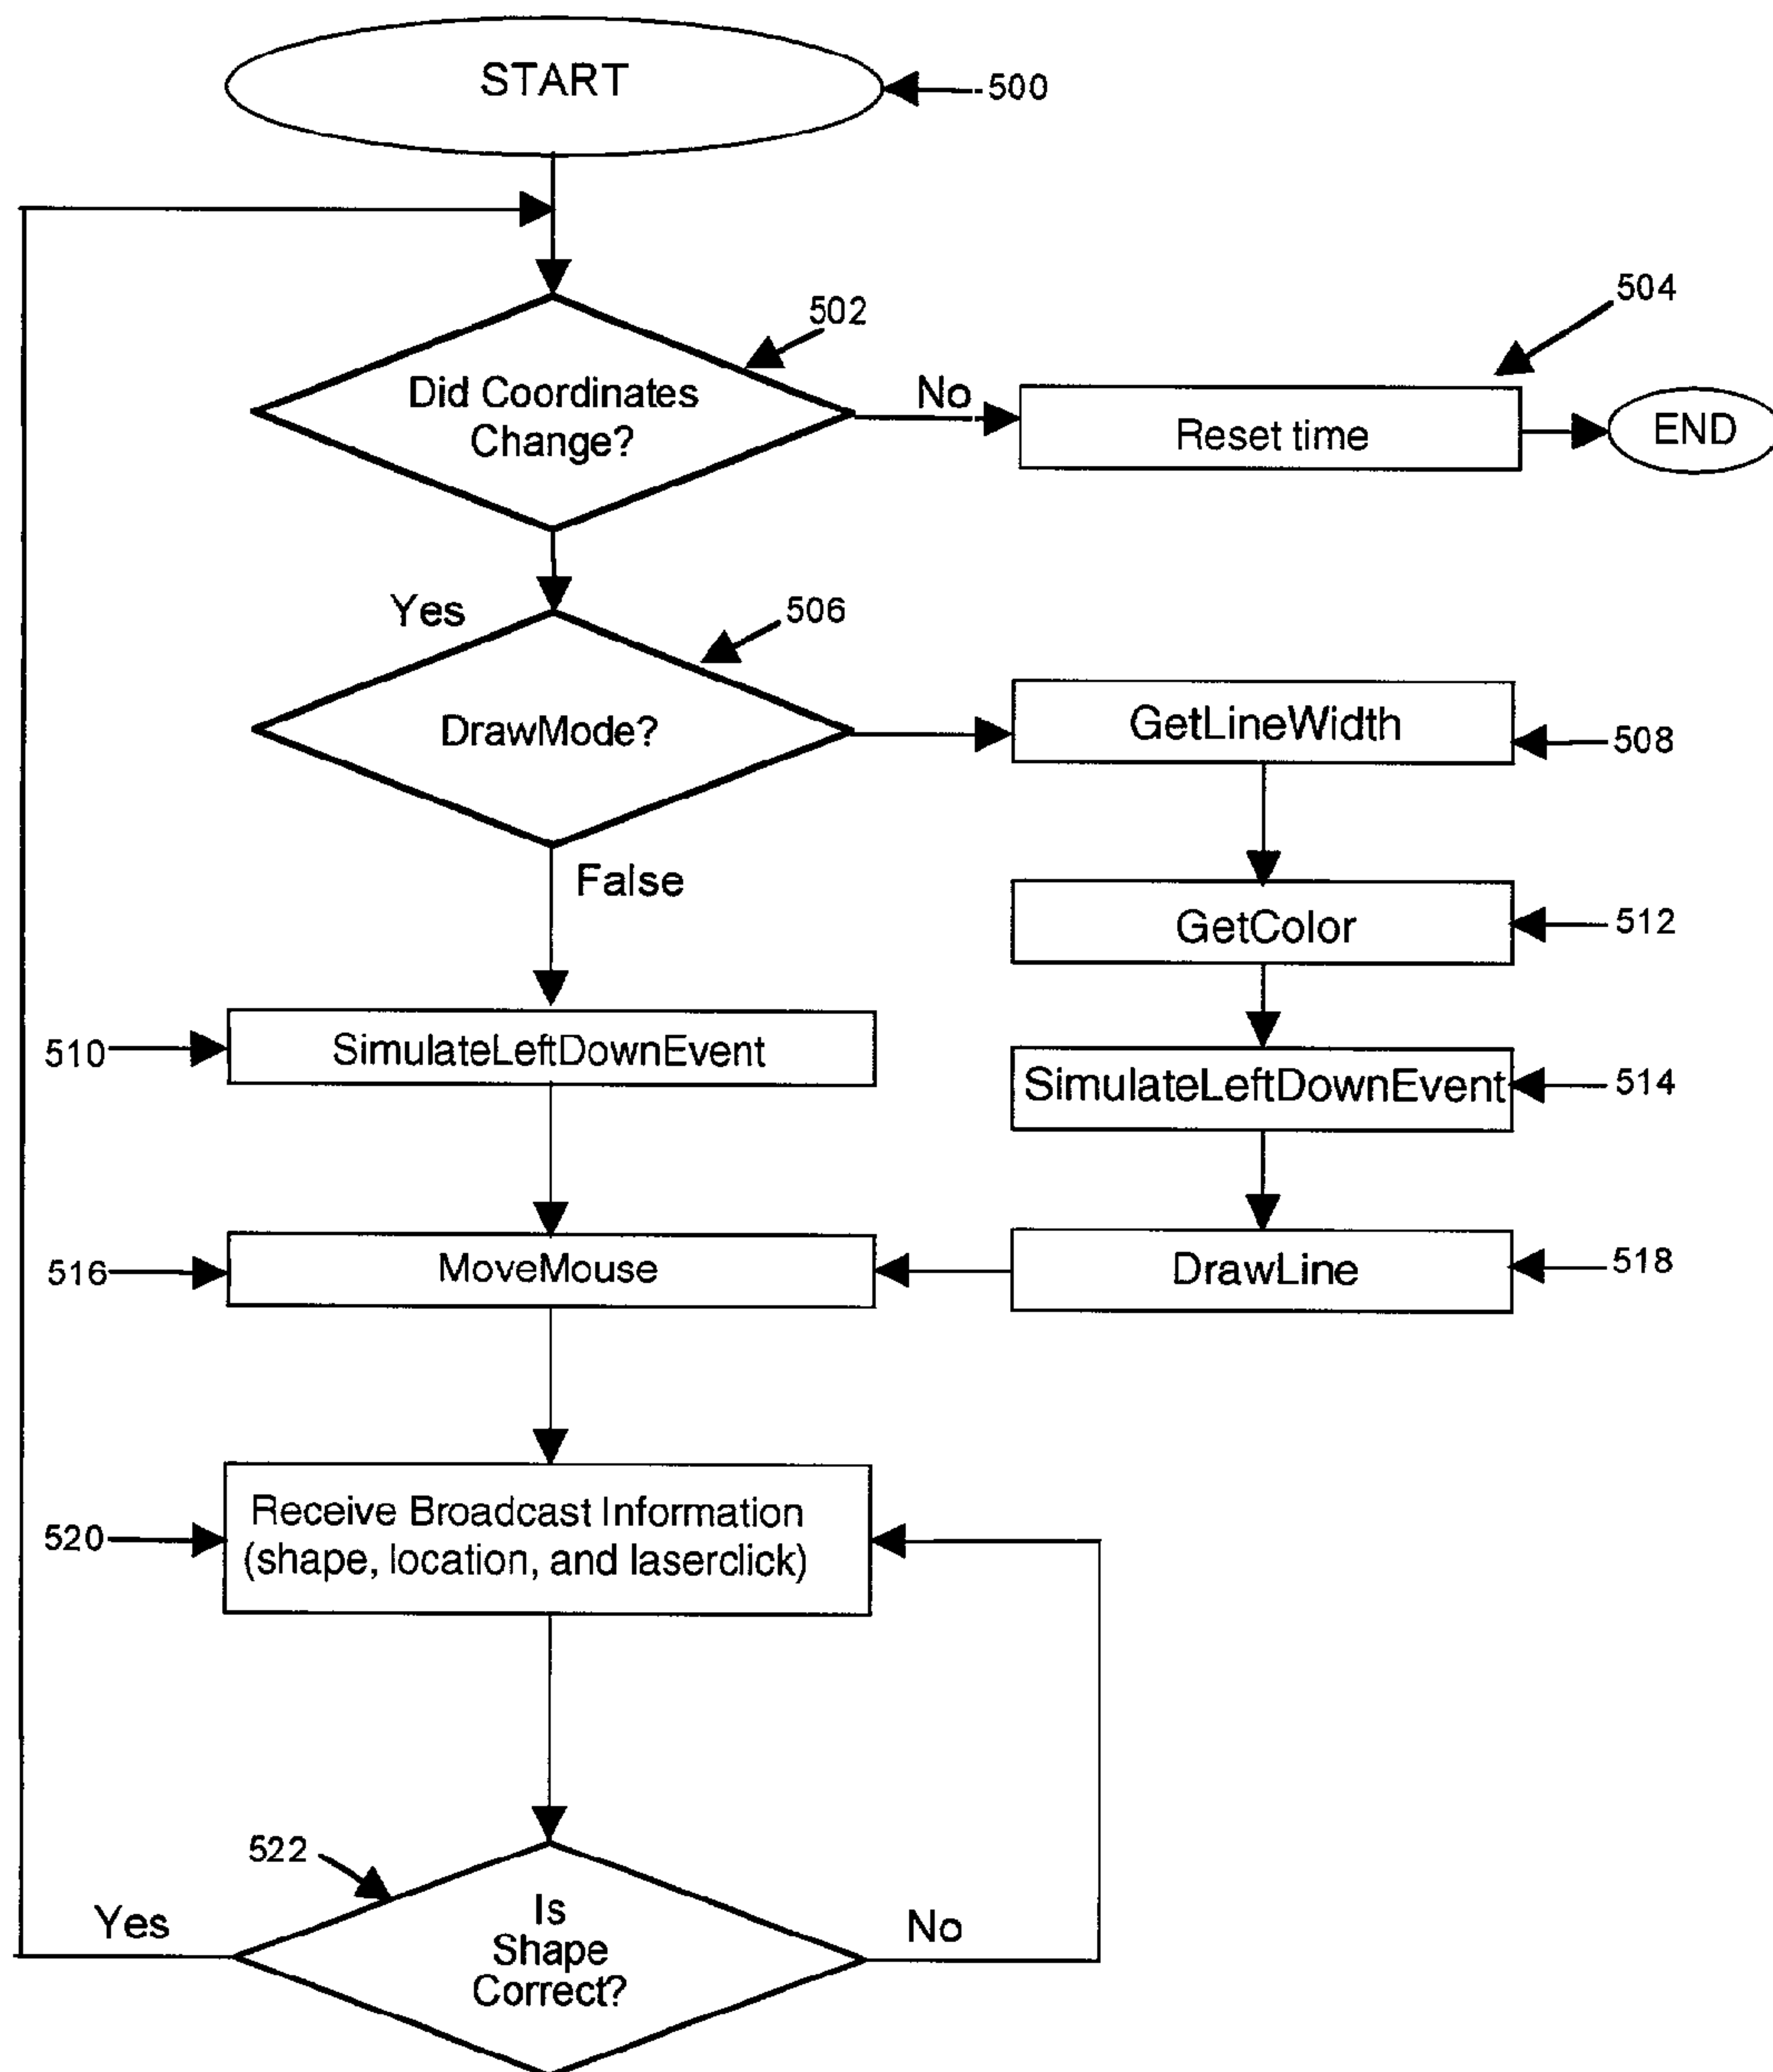 START
500
502
504
Did Coordinates
Change?
No
Reset time
END
Yes
506
DrawMode?
GetLineWidth
508
False
GetColor
512
510
SimulateLeftDownEvent
SimulateLeftDownEvent
514
516
MoveMouse
DrawLine
518
520
Receive Broadcast Information
(shape, location, and laserclick)
522
Yes
Is
Shape
Correct?
No